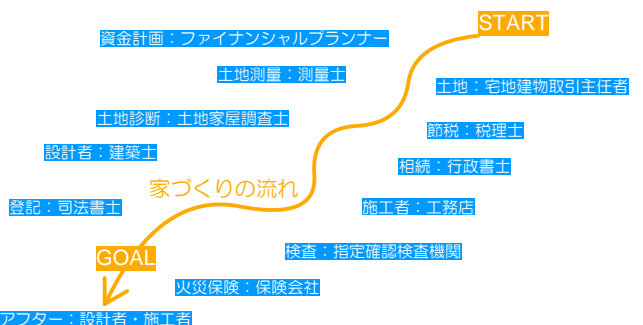 START
資金計画：ファイナンシャルプランナー
土地測量：測量士
土地：宅地建物取引主任者
土地診断：土地家屋調査士
節税：税理士
設計者：建築士
相続：行政書士
家づくりの流れ
登記：司法書士
施工者：工務店
GOAL
検査：指定確認検査機関
火災保険：保険会社
アフター：設計者・施工者